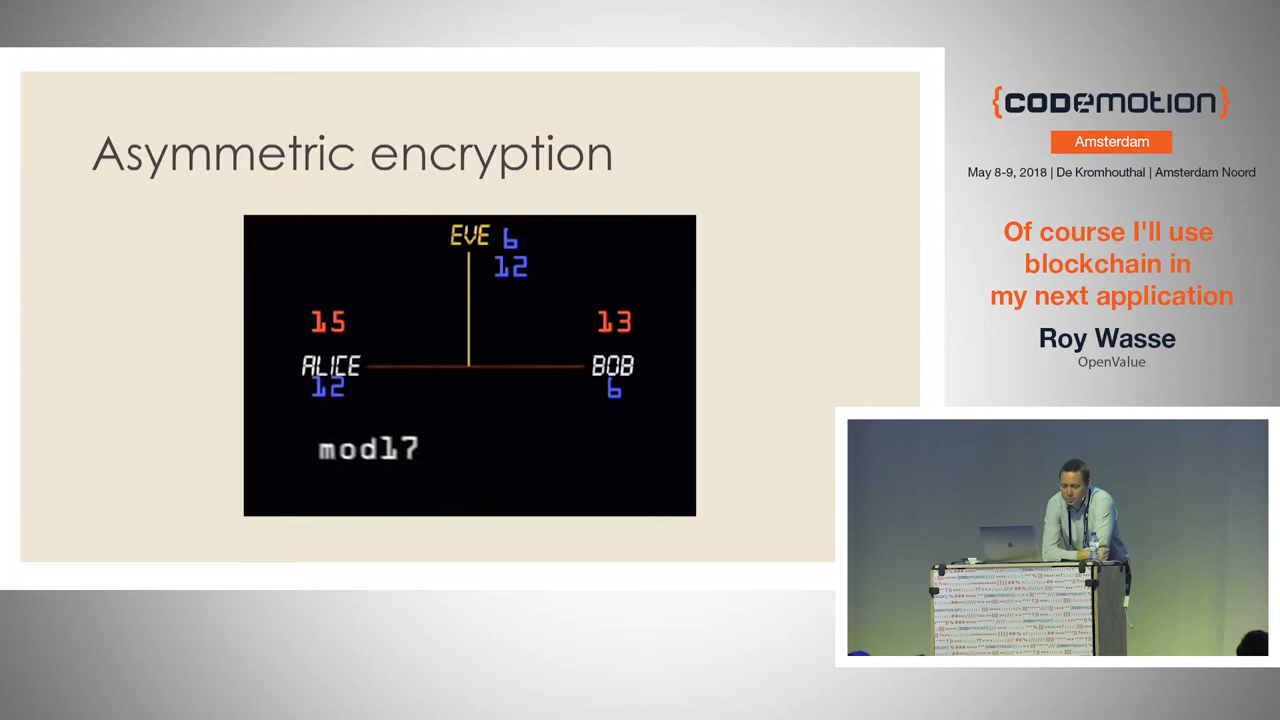 Asymmetric encryption
EVE 6
12
15
13
ALICE
BOB
12
6
mod17
{CODEMOTION}
Amsterdam
May 8-9, 2018 | De Kromhouthal | Amsterdam Noord
Of course I'll use
blockchain in
my next application
Roy Wasse
OpenValue